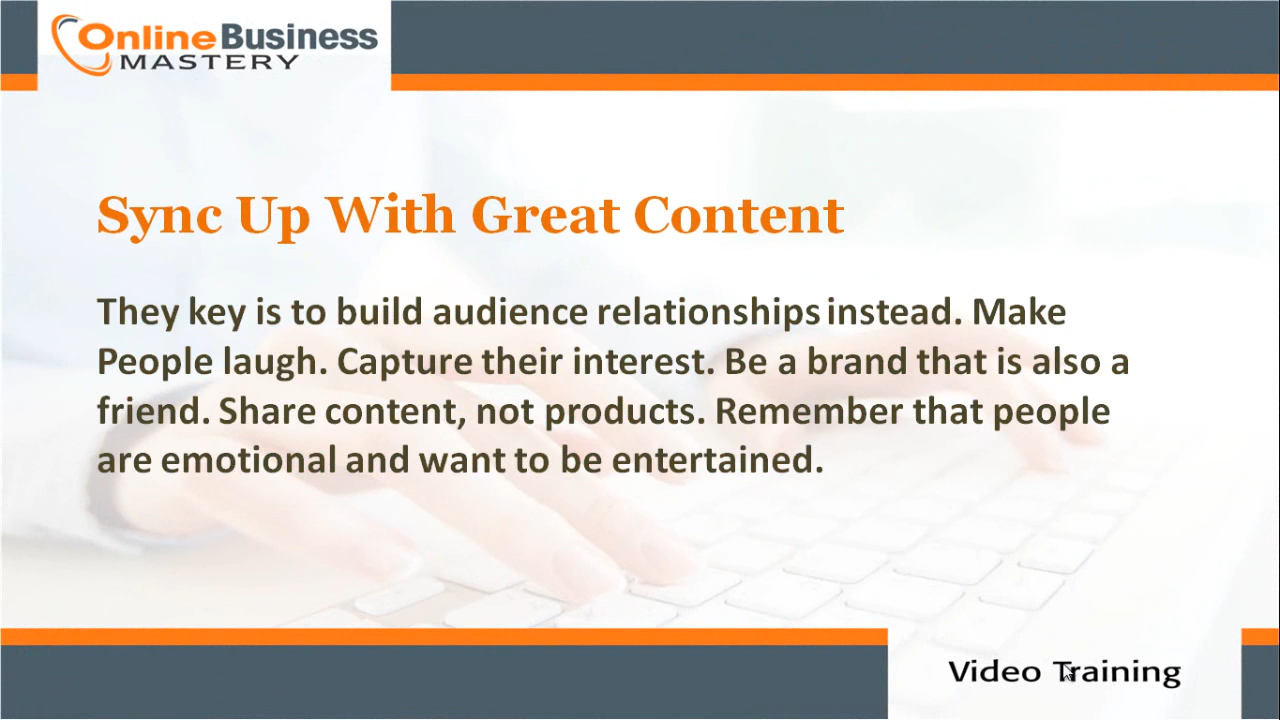 Online Business
MASTERY
Sync Up With Great Content
They key is to build audience relationships instead. Make
People laugh. Capture their interest. Be a brand that is also a
friend. Share content, not products. Remember that people
are emotional and want to be entertained.
Video Training